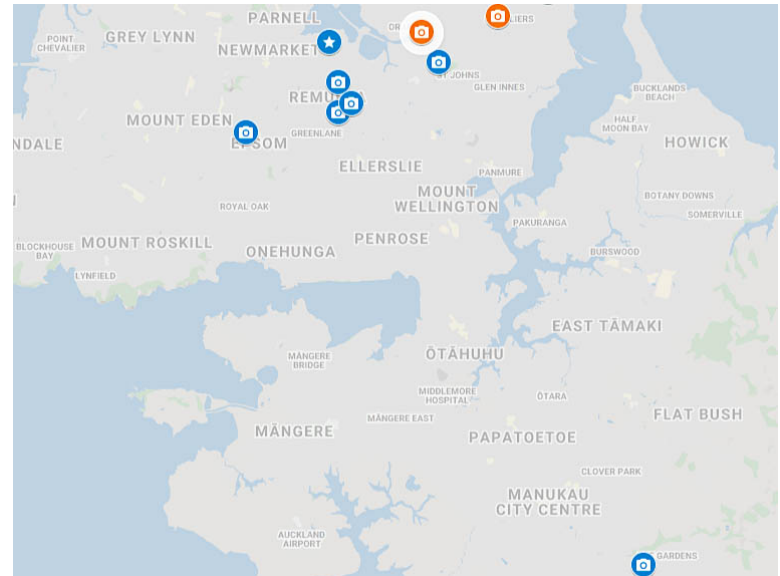 PARNELL
POINT
CHEVALIER
GREY LYNN
NEWMARKET
ST JOHNS
GLEN INNES
BUCKLANDS
BEACH
MOUNT EDEN
GREENLANE
HALF
MOON BAY
HOWICK
ELLERSLIE
PANMURE
MOUNT
WELLINGTON
BOTANY DOWNS
SOMERVILLE
ROYAL OAK
PAKURANGA
BLOCKHOUSE
BAY
MOUNT ROSKILL
ONEHUNGA
PENROSE
BURSWOOD
LYNFIELD
EAST TĀMAKI
MĀNGERE
BRIDGE
ŌTĀHUHU
MIDDLEMORE
HOSPITAL
ŌTARA
MĀNGERE EAST
FLAT BUSH
MĀNGERE
PAPATOETOE
CLOVER PARK
MANUKAU
CITY CENTRE
AUCKLAND
AIRPORT
GARDENS